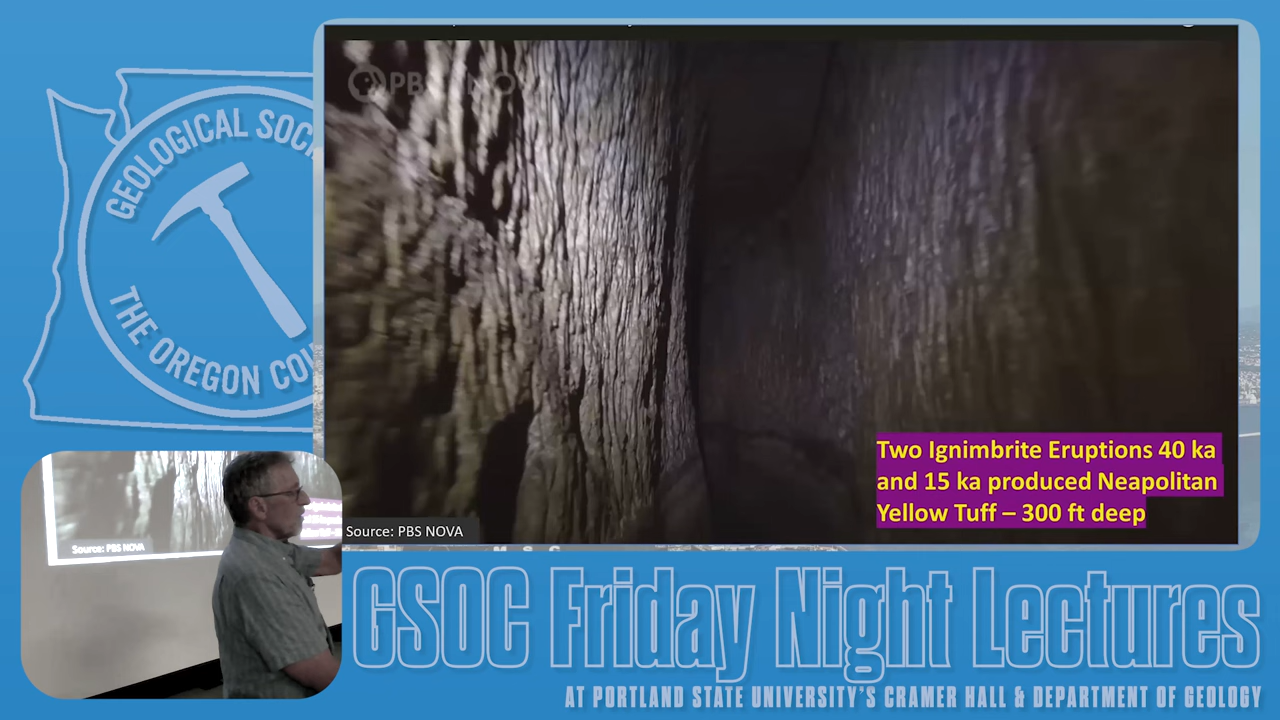 GEOLOGICAL SOC
THE OREGON COU
PBS NOVA
Two Ignimbrite Eruptions 40 ka
and 15 ka produced Neapolitan
Yellow Tuff – 300 ft deep
Source: PBS NOVA
Source: PBS NOVA
GSOC Friday Night Lectures
AT PORTLAND STATE UNIVERSITY'S CRAMER HALL & DEPARTMENT OF GEOLOGY